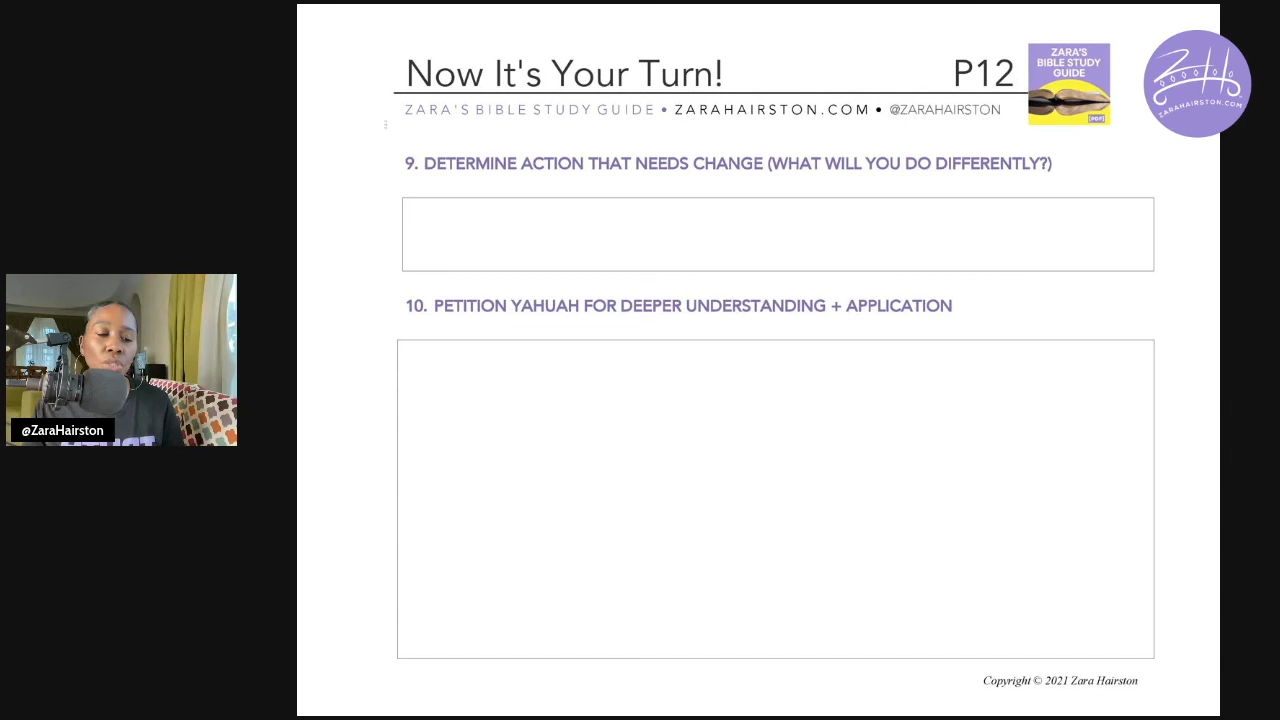 Now It's Your Turn!
P12
ZARA'S BIBLE STUDY GUIDE • ZARAHAIRSTON.COM • @ZARAHAIRSTON
ZARA'S
BIBLE STUDY
GUIDE
[PDF]
ZARAHAIRSTON.COM
9. DETERMINE ACTION THAT NEEDS CHANGE (WHAT WILL YOU DO DIFFERENTLY?)
10. PETITION YAHUAH FOR DEEPER UNDERSTANDING + APPLICATION
@ZaraHairston
Copyright © 2021 Zara Hairston